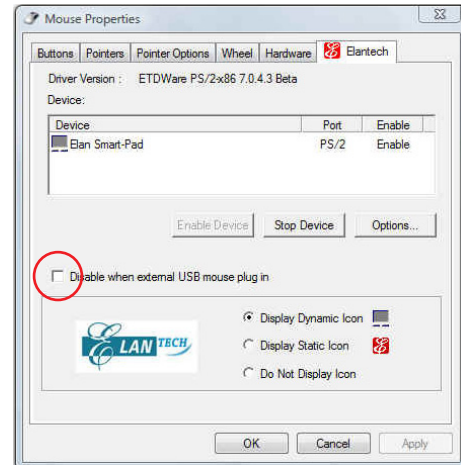 Mouse Properties
Buttons Pointers Pointer Options Wheel Hardware Elantech
Driver Version : ETDWare PS/2-x86 7.0.4.3 Beta
Device:
Device Port Enable
Elan Smart-Pad PS/2 Enable
Enable Device Stop Device Options...
Disable when external USB mouse plug in
ELAN TECH
Display Dynamic Icon
Display Static Icon
Do Not Display Icon
OK Cancel Apply